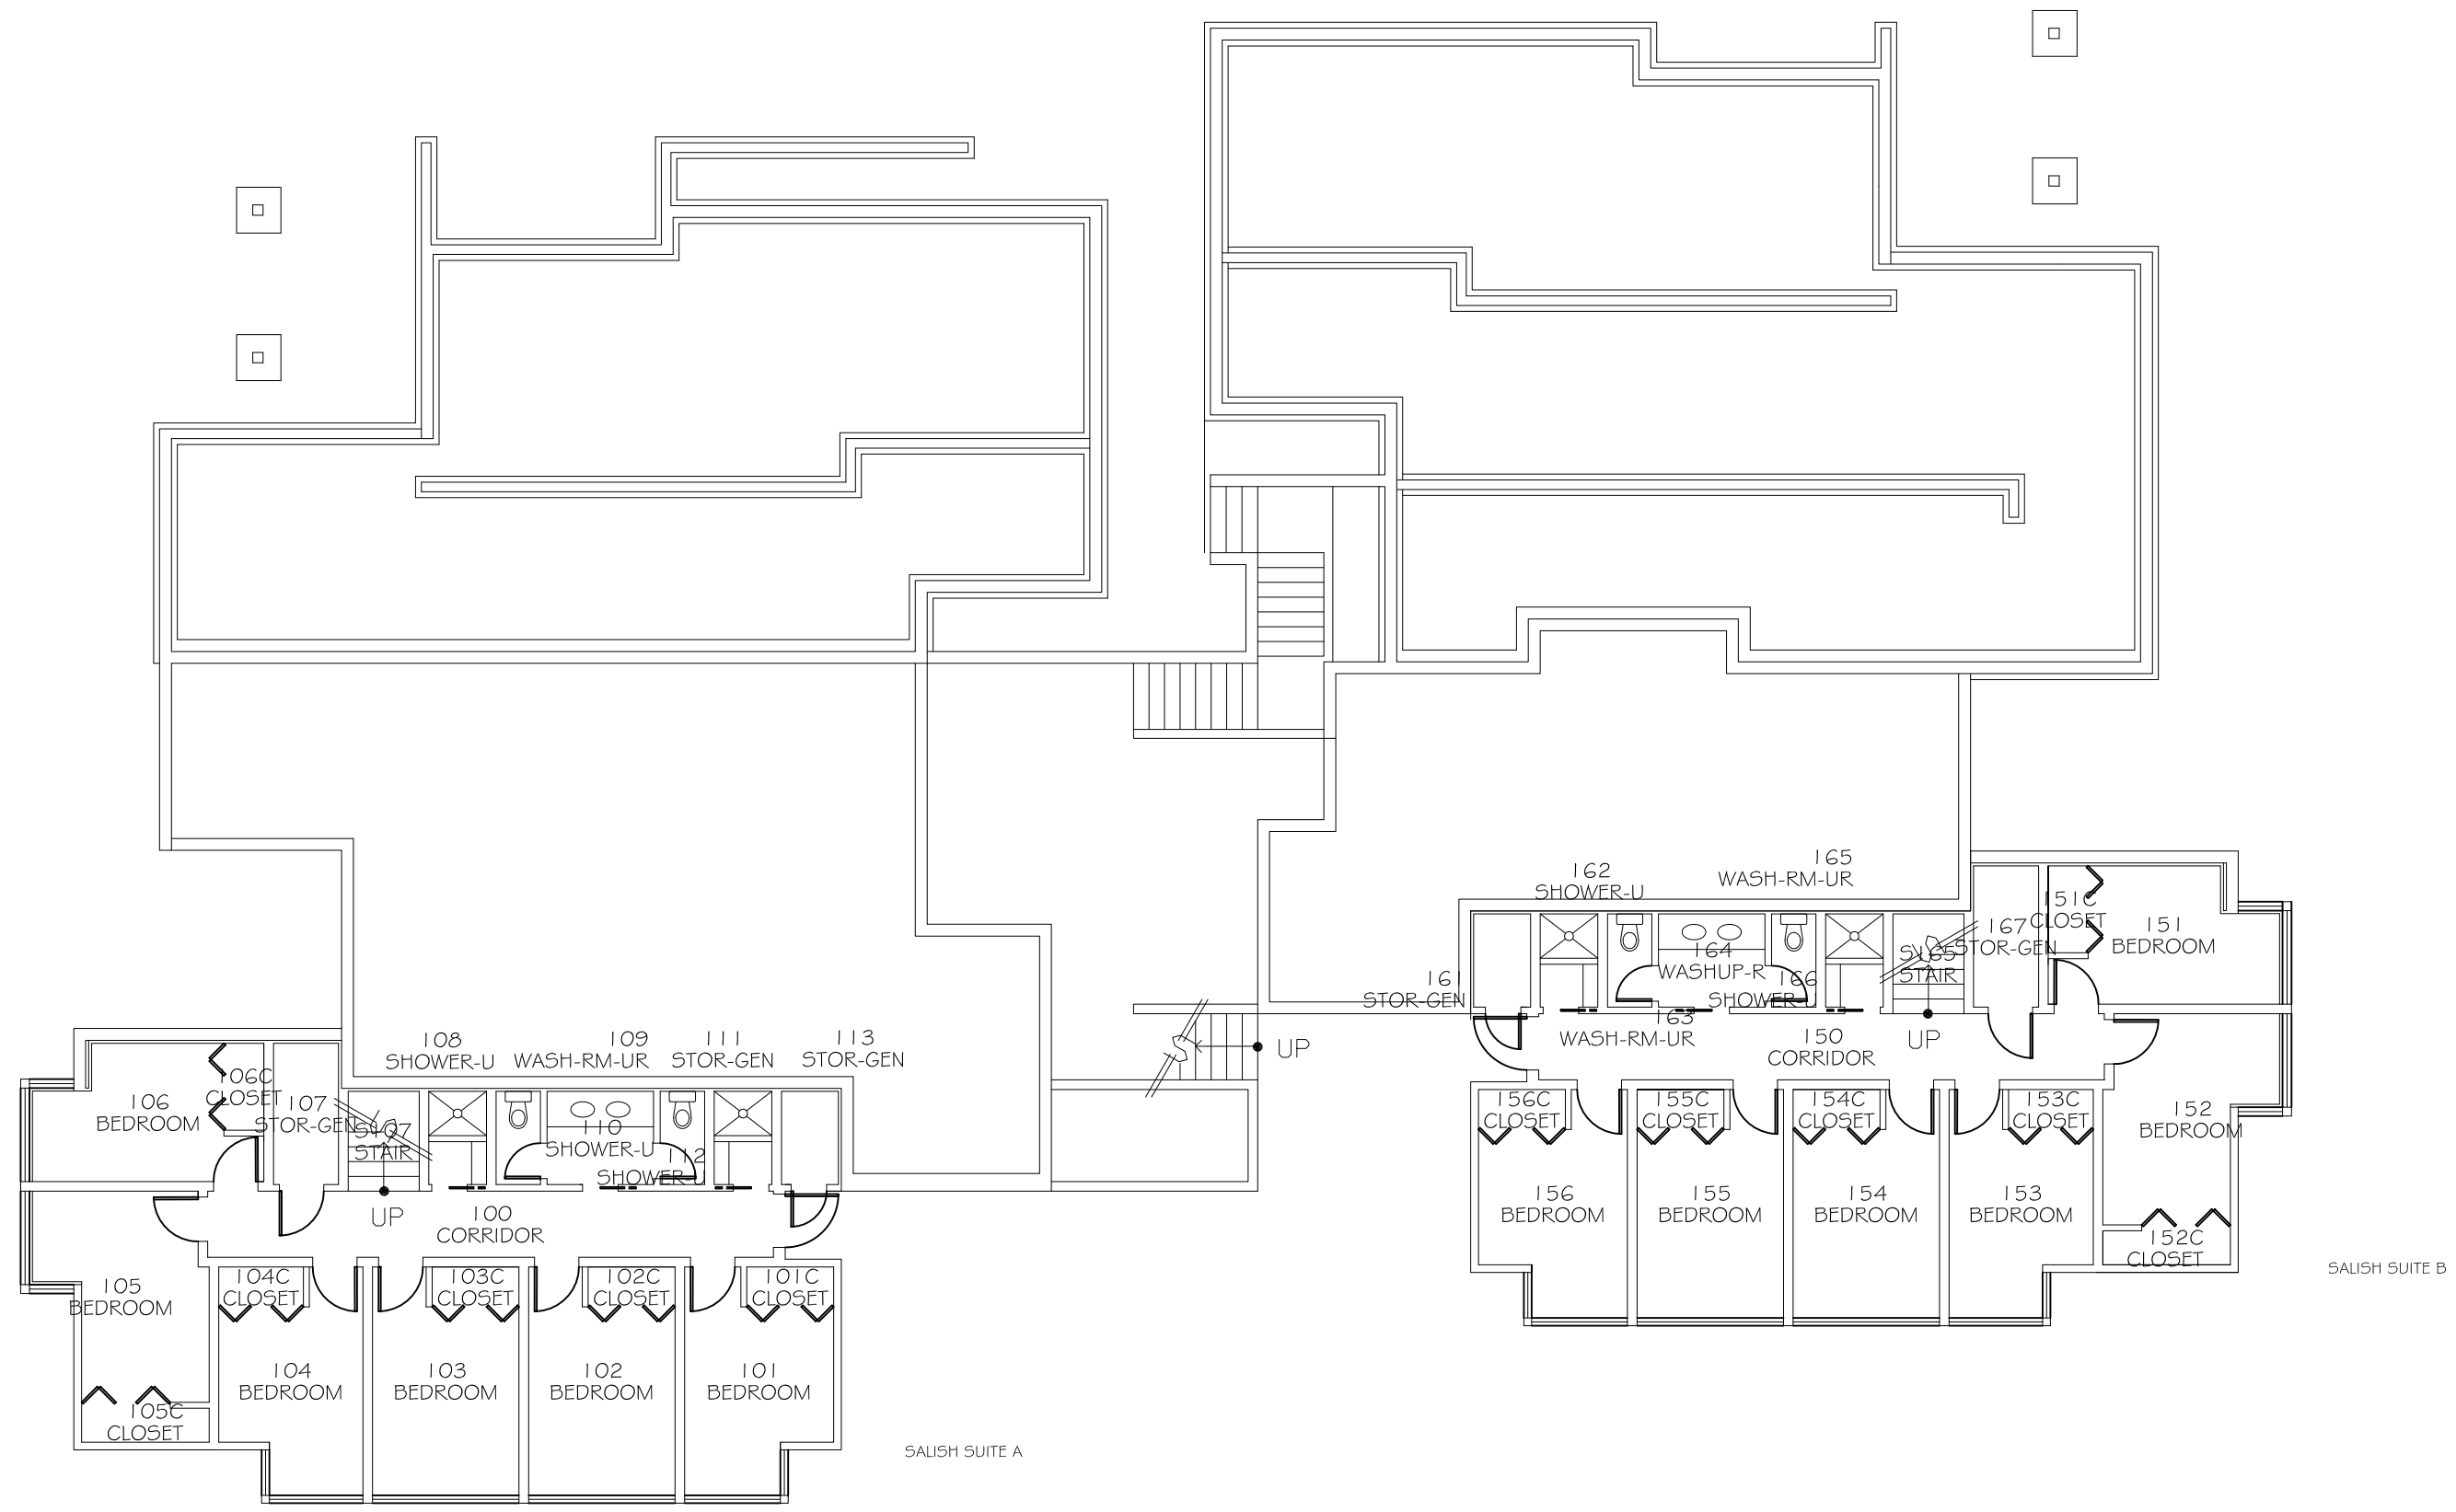 108
SHOWER-U
109
WASH-RM-UR
111
STOR-GEN
113
STOR-GEN
106C
CLOSET
106
BEDROOM
107
STOR-GEN
STAIR
110
SHOWER-U
112
SHOWER-U
UP
100
CORRIDOR
105
BEDROOM
104C
CLOSET
103C
CLOSET
102C
CLOSET
101C
CLOSET
104
BEDROOM
103
BEDROOM
102
BEDROOM
101
BEDROOM
105C
CLOSET
SALISH SUITE A
UP
162
SHOWER-U
165
WASH-RM-UR
151C
CLOSET
151
BEDROOM
167
STOR-GEN
STAIR
164
WASHUP-R
161
STOR-GEN
166
SHOWER-U
163
WASH-RM-UR
150
CORRIDOR
UP
156C
CLOSET
155C
CLOSET
154C
CLOSET
153C
CLOSET
152
BEDROOM
156
BEDROOM
155
BEDROOM
154
BEDROOM
153
BEDROOM
152C
CLOSET
SALISH SUITE B